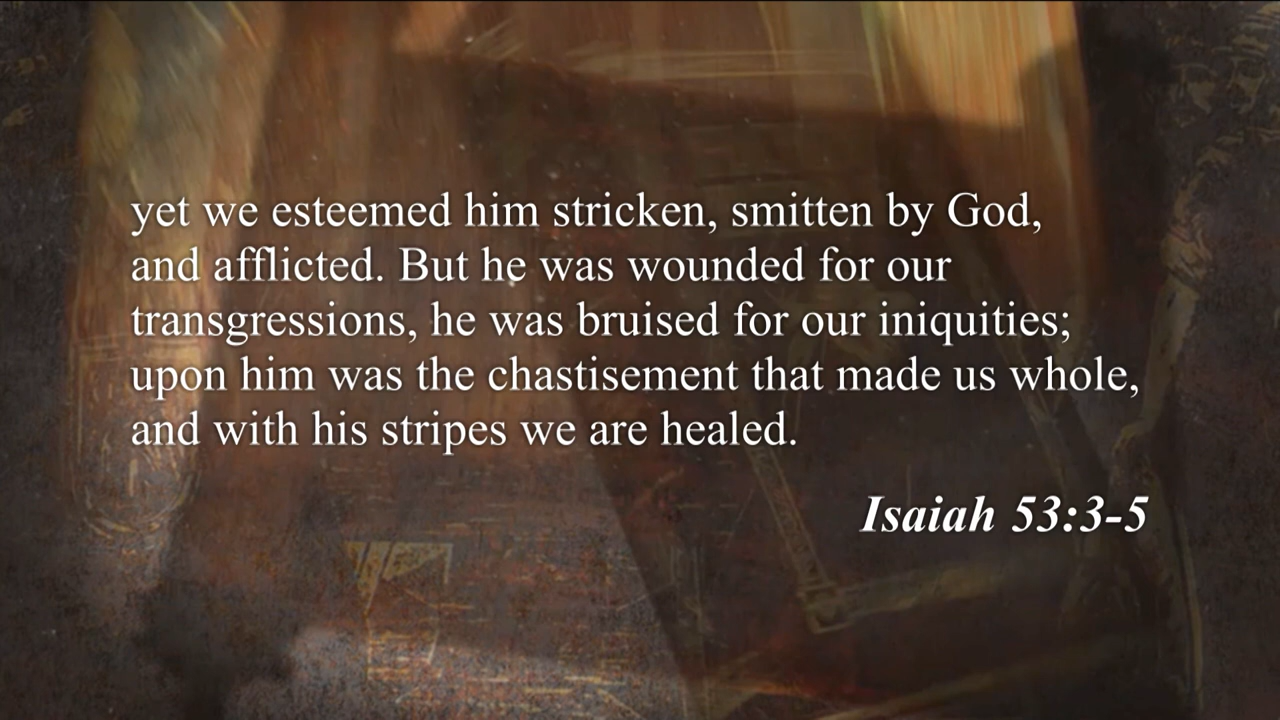 yet we esteemed him stricken, smitten by God,
and afflicted. But he was wounded for our
transgressions, he was bruised for our iniquities;
upon him was the chastisement that made us whole,
and with his stripes we are healed.
Isaiah 53:3-5